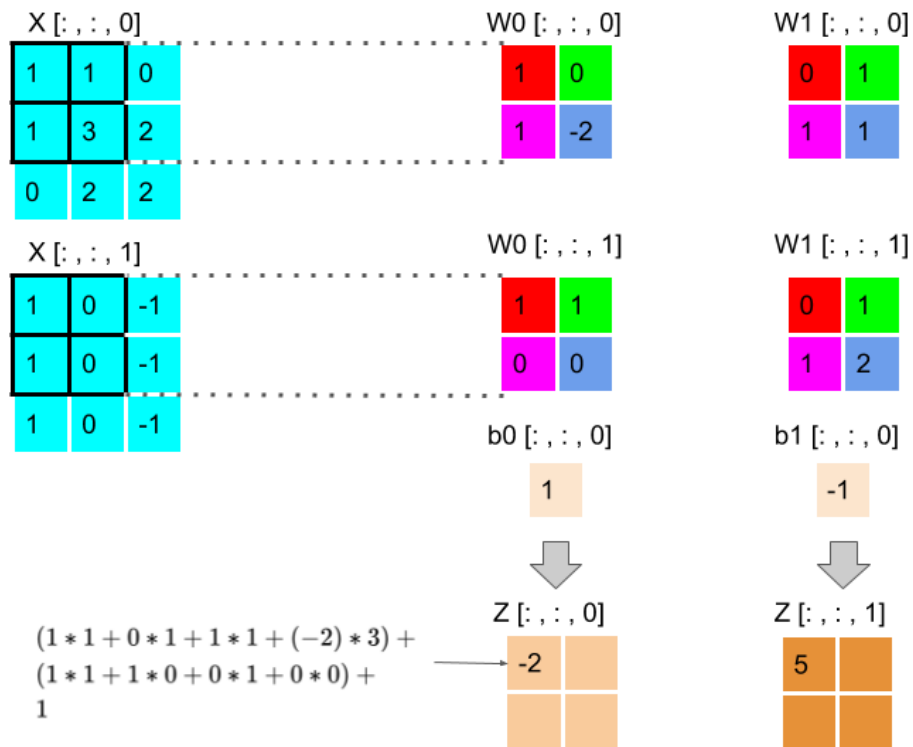 X [: , : , 0] W0 [: , : , 0] W1 [: , : , 0]
1 1 0 1 0 0 1
1 3 2 1 -2 1 1
0 2 2
X [: , : , 1] W0 [: , : , 1] W1 [: , : , 1]
1 0 -1 1 1 0 1
1 0 -1 0 0 1 2
1 0 -1
b0 [: , : , 0] b1 [: , : , 0]
1 -1
Z [: , : , 0] Z [: , : , 1]
(1 * 1 + 0 * 1 + 1 * 1 + (-2) * 3) +
(1 * 1 + 1 * 0 + 0 * 1 + 0 * 0) +
1
-2 5